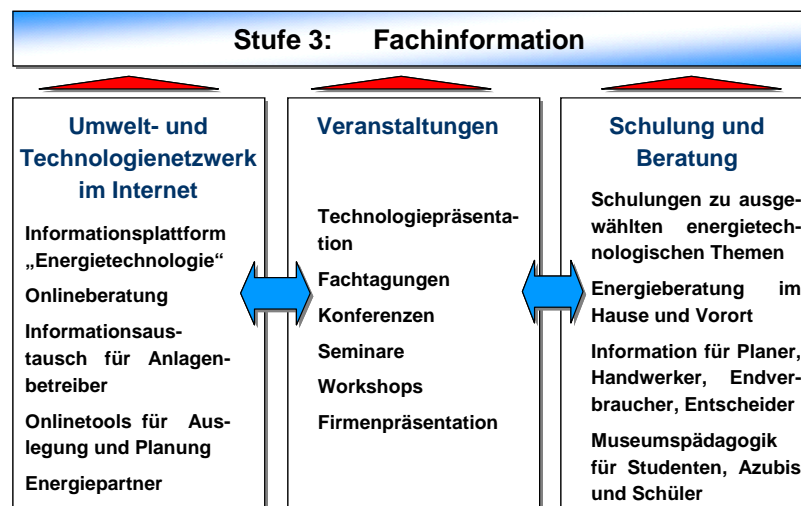 Stufe 3: Fachinformation
Umwelt- und
Technologienetzwerk
im Internet
Informationsplattform
„Energietechnologie“
Onlineberatung
Informationsaus-
tausch für Anlagen-
betreiber
Onlinetools für Aus-
legung und Planung
Energiepartner
Veranstaltungen
Technologiepräsenta-
tion
Fachtagungen
Konferenzen
Seminare
Workshops
Firmenpräsentation
Schulung und
Beratung
Schulungen zu ausge-
wählten energietech-
nologischen Themen
Energieberatung im
Hause und Vorort
Information für Planer,
Handwerker, Endver-
braucher, Entscheider
Museumspädagogik
für Studenten, Azubis
und Schüler